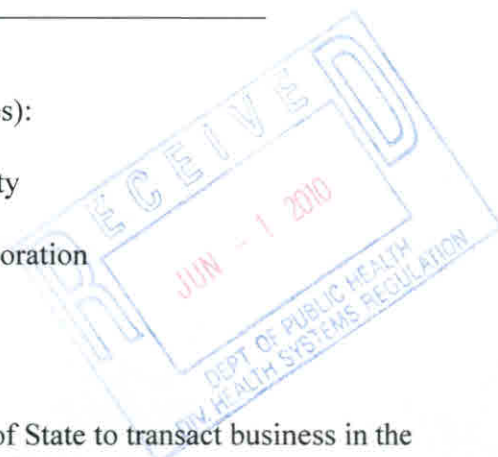 s):
ty
oration
RECEIVED
JUN - 1 2010
DEPT OF PUBLIC HEALTH
DIV. HEALTH SYSTEMS REGULATION
of State to transact business in the